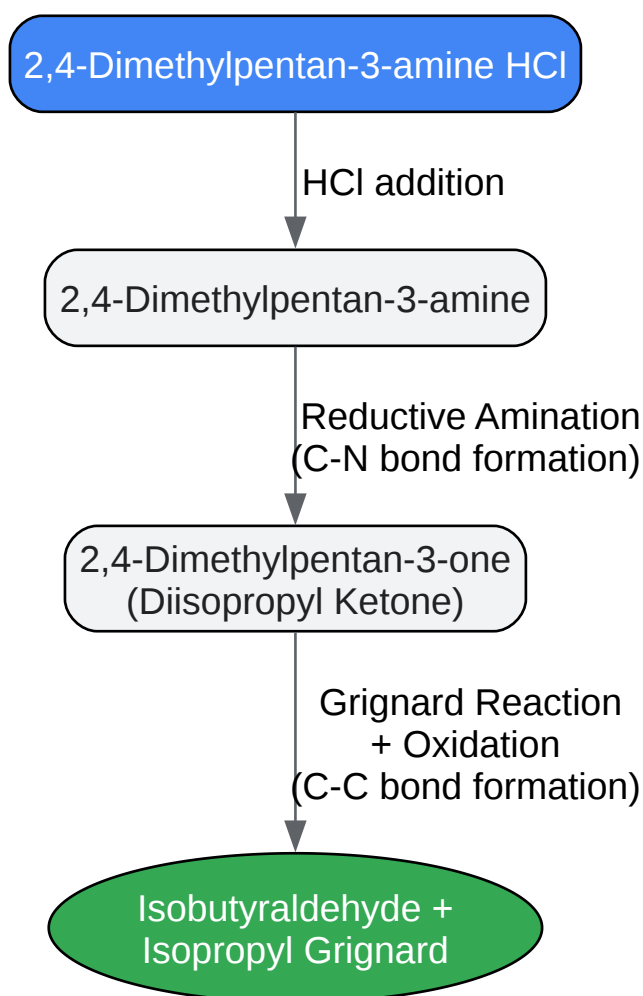 2,4-Dimethylpentan-3-amine HCl
HCl addition
2,4-Dimethylpentan-3-amine
Reductive Amination
(C-N bond formation)
2,4-Dimethylpentan-3-one
(Diisopropyl Ketone)
Grignard Reaction
+ Oxidation
(C-C bond formation)
Isobutyraldehyde +
Isopropyl Grignard